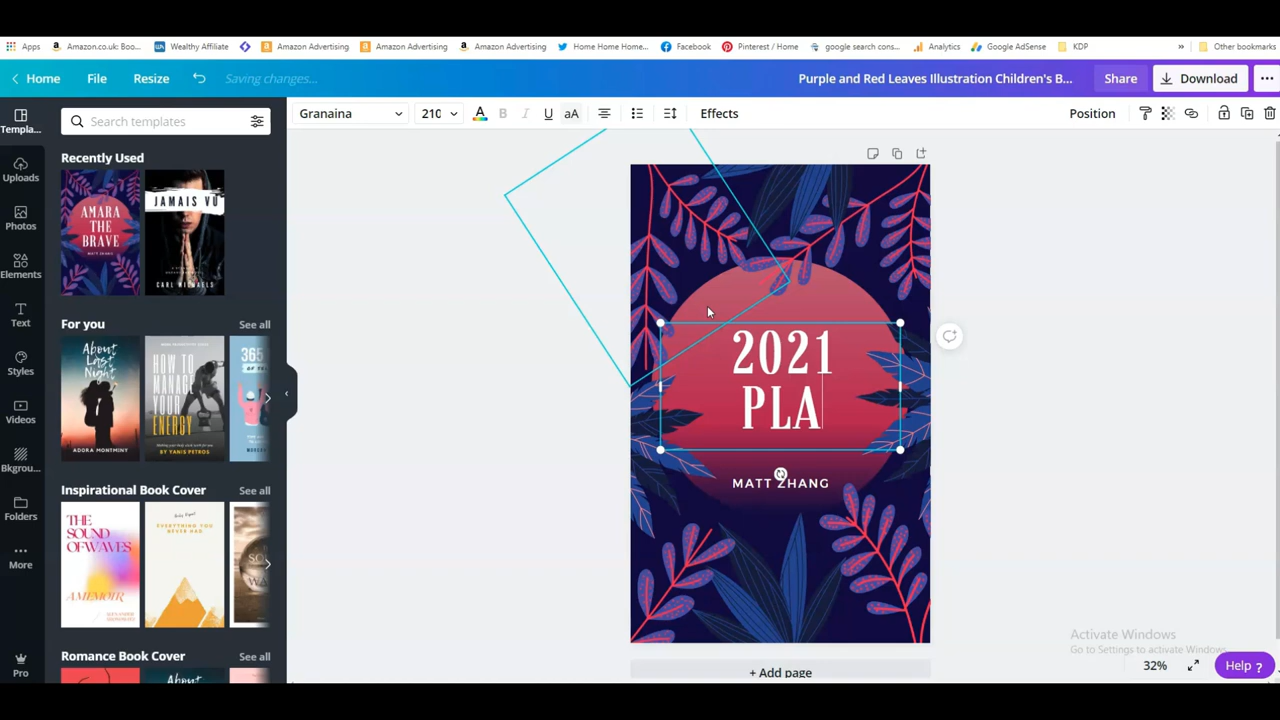 Apps Amazon.co.uk: Boo... Wealthy Affiliate Amazon Advertising Amazon Advertising Amazon Advertising Home Home Home... Facebook Pinterest / Home google search cons... Analytics Google AdSense KDP » Other bookmarks
Home File Resize Saving changes... Purple and Red Leaves Illustration Children's B... Share Download ...
Templa... Search templates Granaina 210 A B I U aA Effects Position
Recently Used
Uploads
AMARA
THE
BRAVE
MATT ZHANG
JAMAIS VU
CARL MICHAELS
Photos
Elements
Text
For you See all
Styles
About
Last
Night
ADORA MONTMINY
HOW TO
MANAGE
YOUR
ENERGY
BY YANIS PETROS
365
Videos
Bkgrou...
Inspirational Book Cover See all
Folders
THE
SOUND
OF WAVES
A MEMOIR
EVERYTHING YOU
NEVER HAD
More
Romance Book Cover See all
About
Pro
2021
PLA
MATT ZHANG
+ Add page
Activate Windows
Go to Settings to activate Windows.
32% Help ?